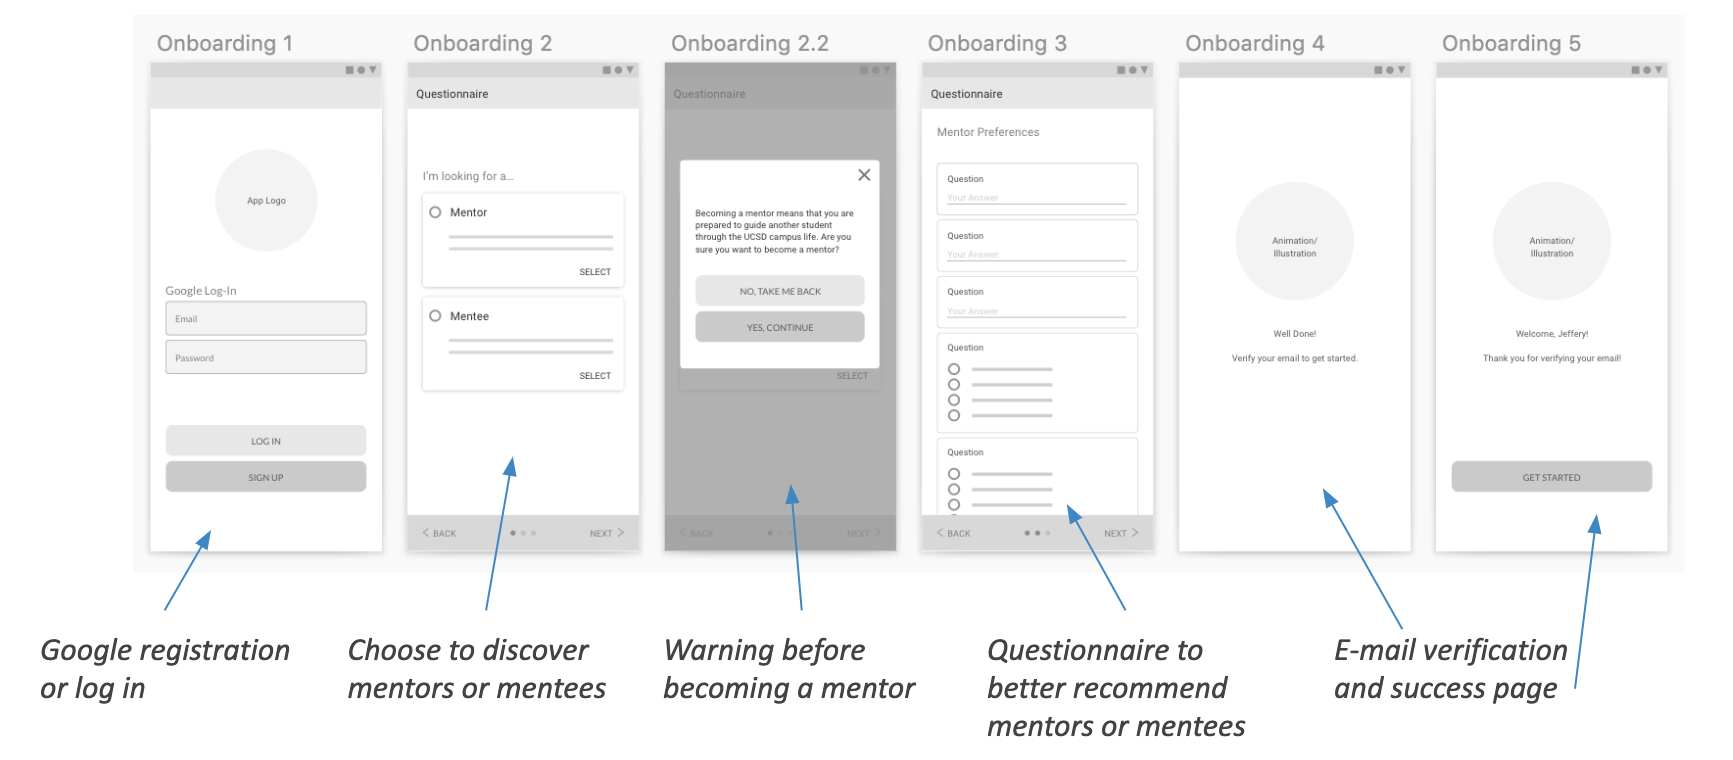 Onboarding 1
App Logo
Google Log-In
Email
Password
LOG IN
SIGN UP
Onboarding 2
Questionnaire
I'm looking for a...
Mentor
SELECT
Mentee
SELECT
< BACK
NEXT >
Onboarding 2.2
Questionnaire
Becoming a mentor means that you are
prepared to guide another student
through the UCSD campus life. Are you
sure you want to become a mentor?
NO, TAKE ME BACK
YES, CONTINUE
SELECT
< BACK
NEXT >
Onboarding 3
Questionnaire
Mentor Preferences
Question
Your Answer
Question
Your Answer
Question
Your Answer
Question
Question
< BACK
NEXT >
Onboarding 4
Animation/
Illustration
Well Done!
Verify your email to get started.
Onboarding 5
Animation/
Illustration
Welcome, Jeffery!
Thank you for verifying your email!
GET STARTED
Google registration
or log in
Choose to discover
mentors or mentees
Warning before
becoming a mentor
Questionnaire to
better recommend
mentors or mentees
E-mail verification
and success page